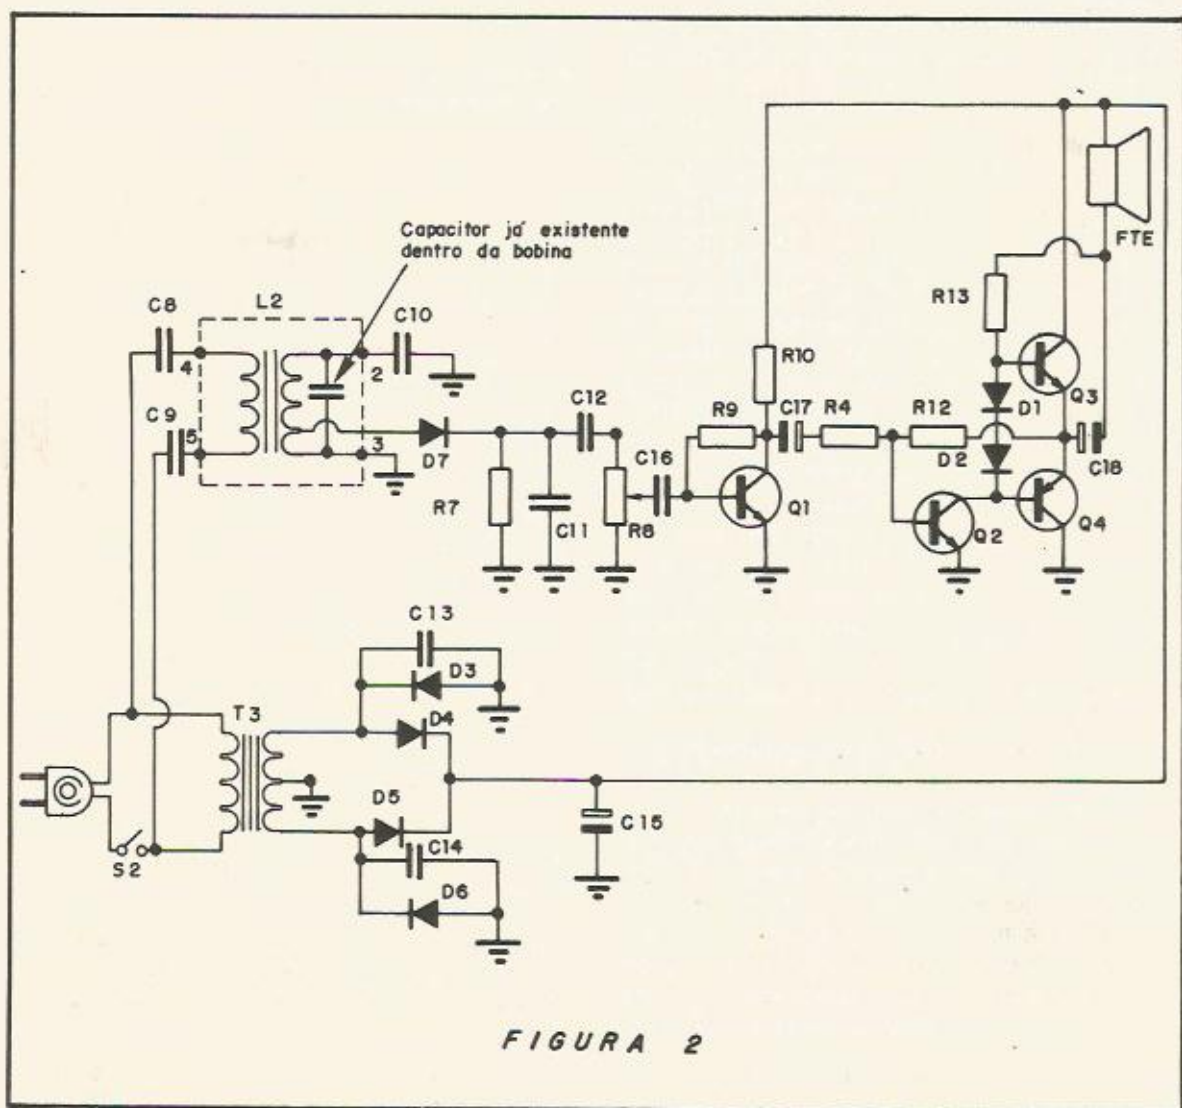 Capacitor já existente
dentro da bobina
FTE
C8
L2
C10
R13
4
2
R10
Q3
C9
C12
R9
C17
R4
R12
D1
5
3
D7
C16
D2
C18
R7
C11
R8
Q1
Q2
Q4
C13
D3
T3
D4
D5
C15
C14
S2
D6
FIGURA 2